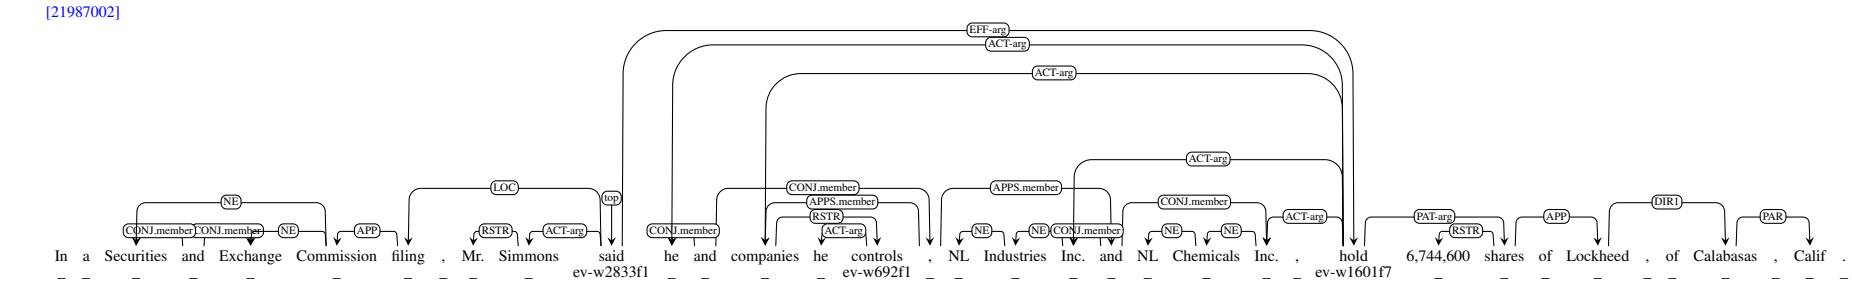 [21987002]
EFF-arg
ACT-arg
ACT-arg
ACT-arg
LOC CONJ.member APPS.member
NE top APPS.member CONJ.member DIR1
RSTR ACT-arg PAT-arg APP PAR
CONJ.member CONJ.member NE APP RSTR ACT-arg CONJ.member ACT-arg NE NE CONJ.member NE NE RSTR
In a Securities and Exchange Commission filing , Mr. Simmons said he and companies he controls , NL Industries Inc. and NL Chemicals Inc. , hold 6,744,600 shares of Lockheed , of Calabasas , Calif .
_ _ _ _ _ _ _ _ _ _ ev-w2833f1 _ _ _ _ ev-w692f1 _ _ _ _ _ _ _ _ _ ev-w1601f7 _ _ _ _ _ _ _ _ _ _